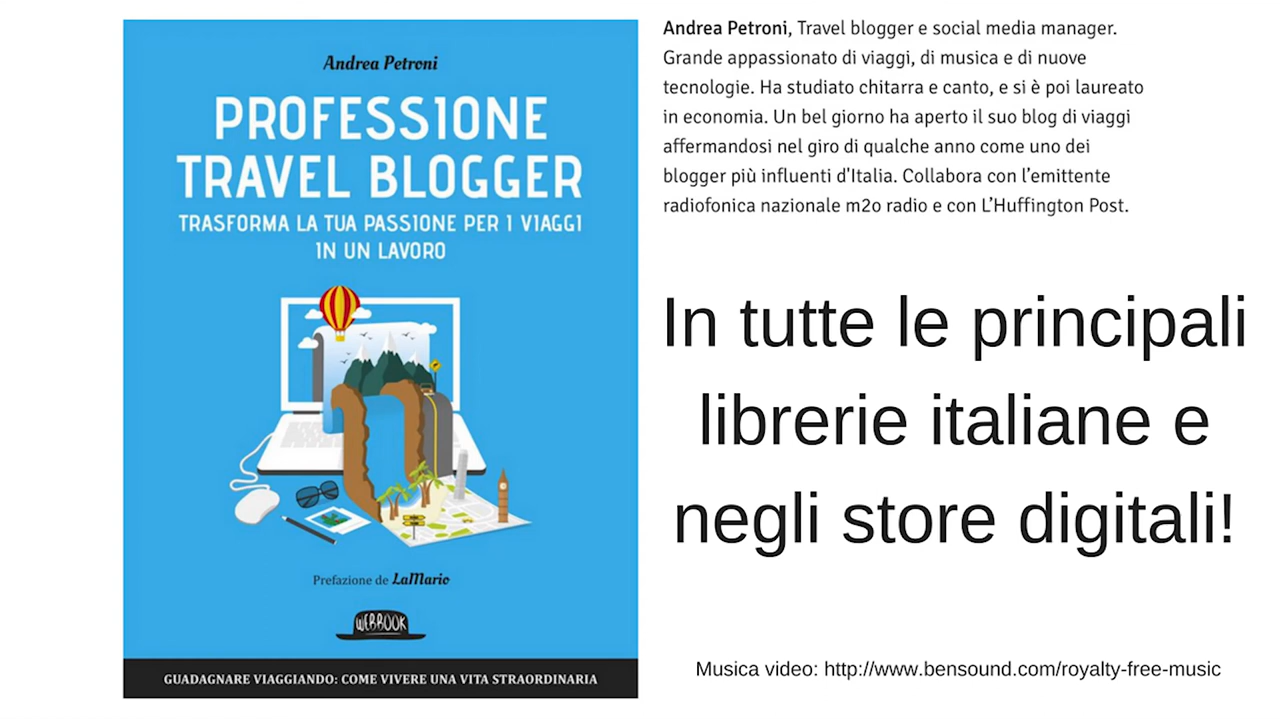 Andrea Petroni
PROFESSIONE
TRAVEL BLOGGER
TRASFORMA LA TUA PASSIONE PER I VIAGGI
IN UN LAVORO
Prefazione de LaMario
WEBBOOK
GUADAGNARE VIAGGIANDO: COME VIVERE UNA VITA STRAORDINARIA
Andrea Petroni, Travel blogger e social media manager.
Grande appassionato di viaggi, di musica e di nuove
tecnologie. Ha studiato chitarra e canto, e si è poi laureato
in economia. Un bel giorno ha aperto il suo blog di viaggi
affermandosi nel giro di qualche anno come uno dei
blogger più influenti d'Italia. Collabora con l’emittente
radiofonica nazionale m2o radio e con L’Huffington Post.
In tutte le principali
librerie italiane e
negli store digitali!
Musica video: http://www.bensound.com/royalty-free-music